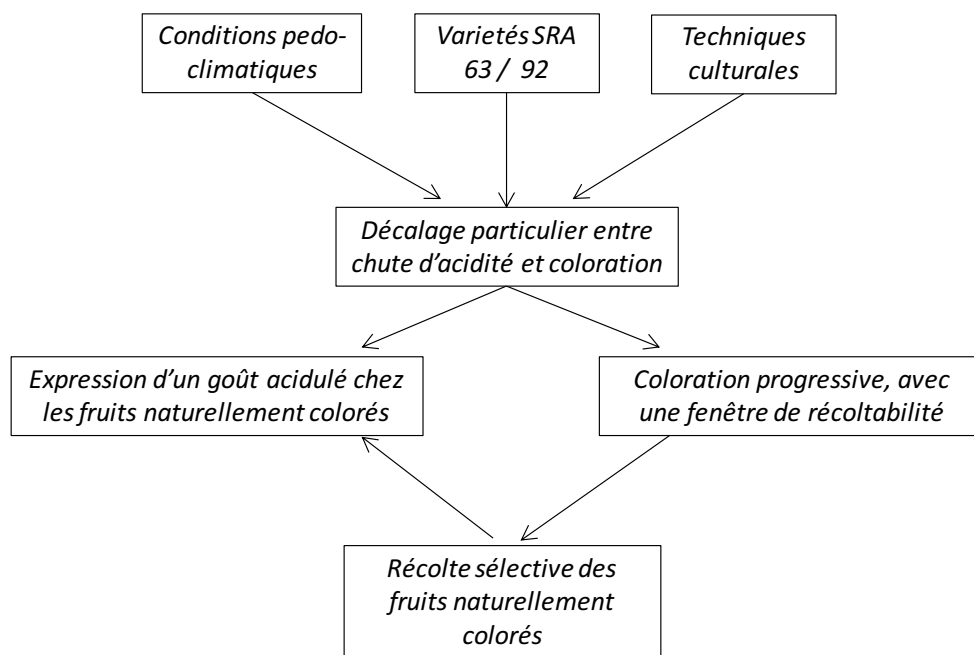 Conditions pedo-
climatiques
Varietés SRA
63 / 92
Techniques
culturales
Décalage particulier entre
chute d'acidité et coloration
Expression d'un goût acidulé chez
les fruits naturellement colorés
Coloration progressive, avec
une fenêtre de récoltabilité
Récolte sélective des
fruits naturellement
colorés